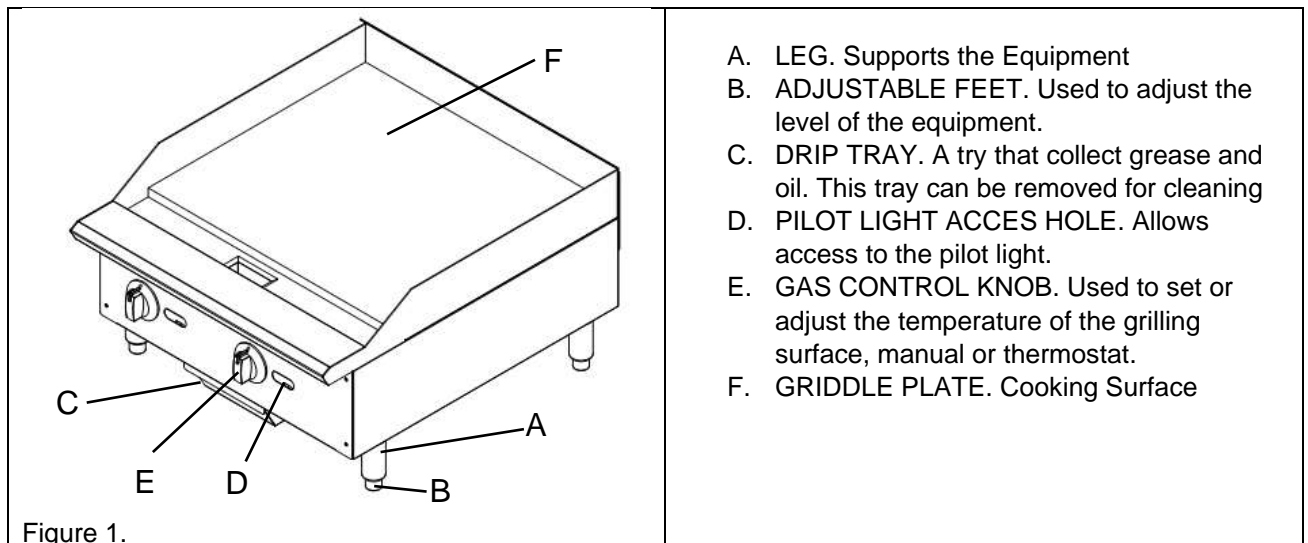 F
C
E
D
A
B
Figure 1.
A. LEG. Supports the Equipment
B. ADJUSTABLE FEET. Used to adjust the
level of the equipment.
C. DRIP TRAY. A try that collect grease and
oil. This tray can be removed for cleaning
D. PILOT LIGHT ACCES HOLE. Allows
access to the pilot light.
E. GAS CONTROL KNOB. Used to set or
adjust the temperature of the grilling
surface, manual or thermostat.
F. GRIDDLE PLATE. Cooking Surface